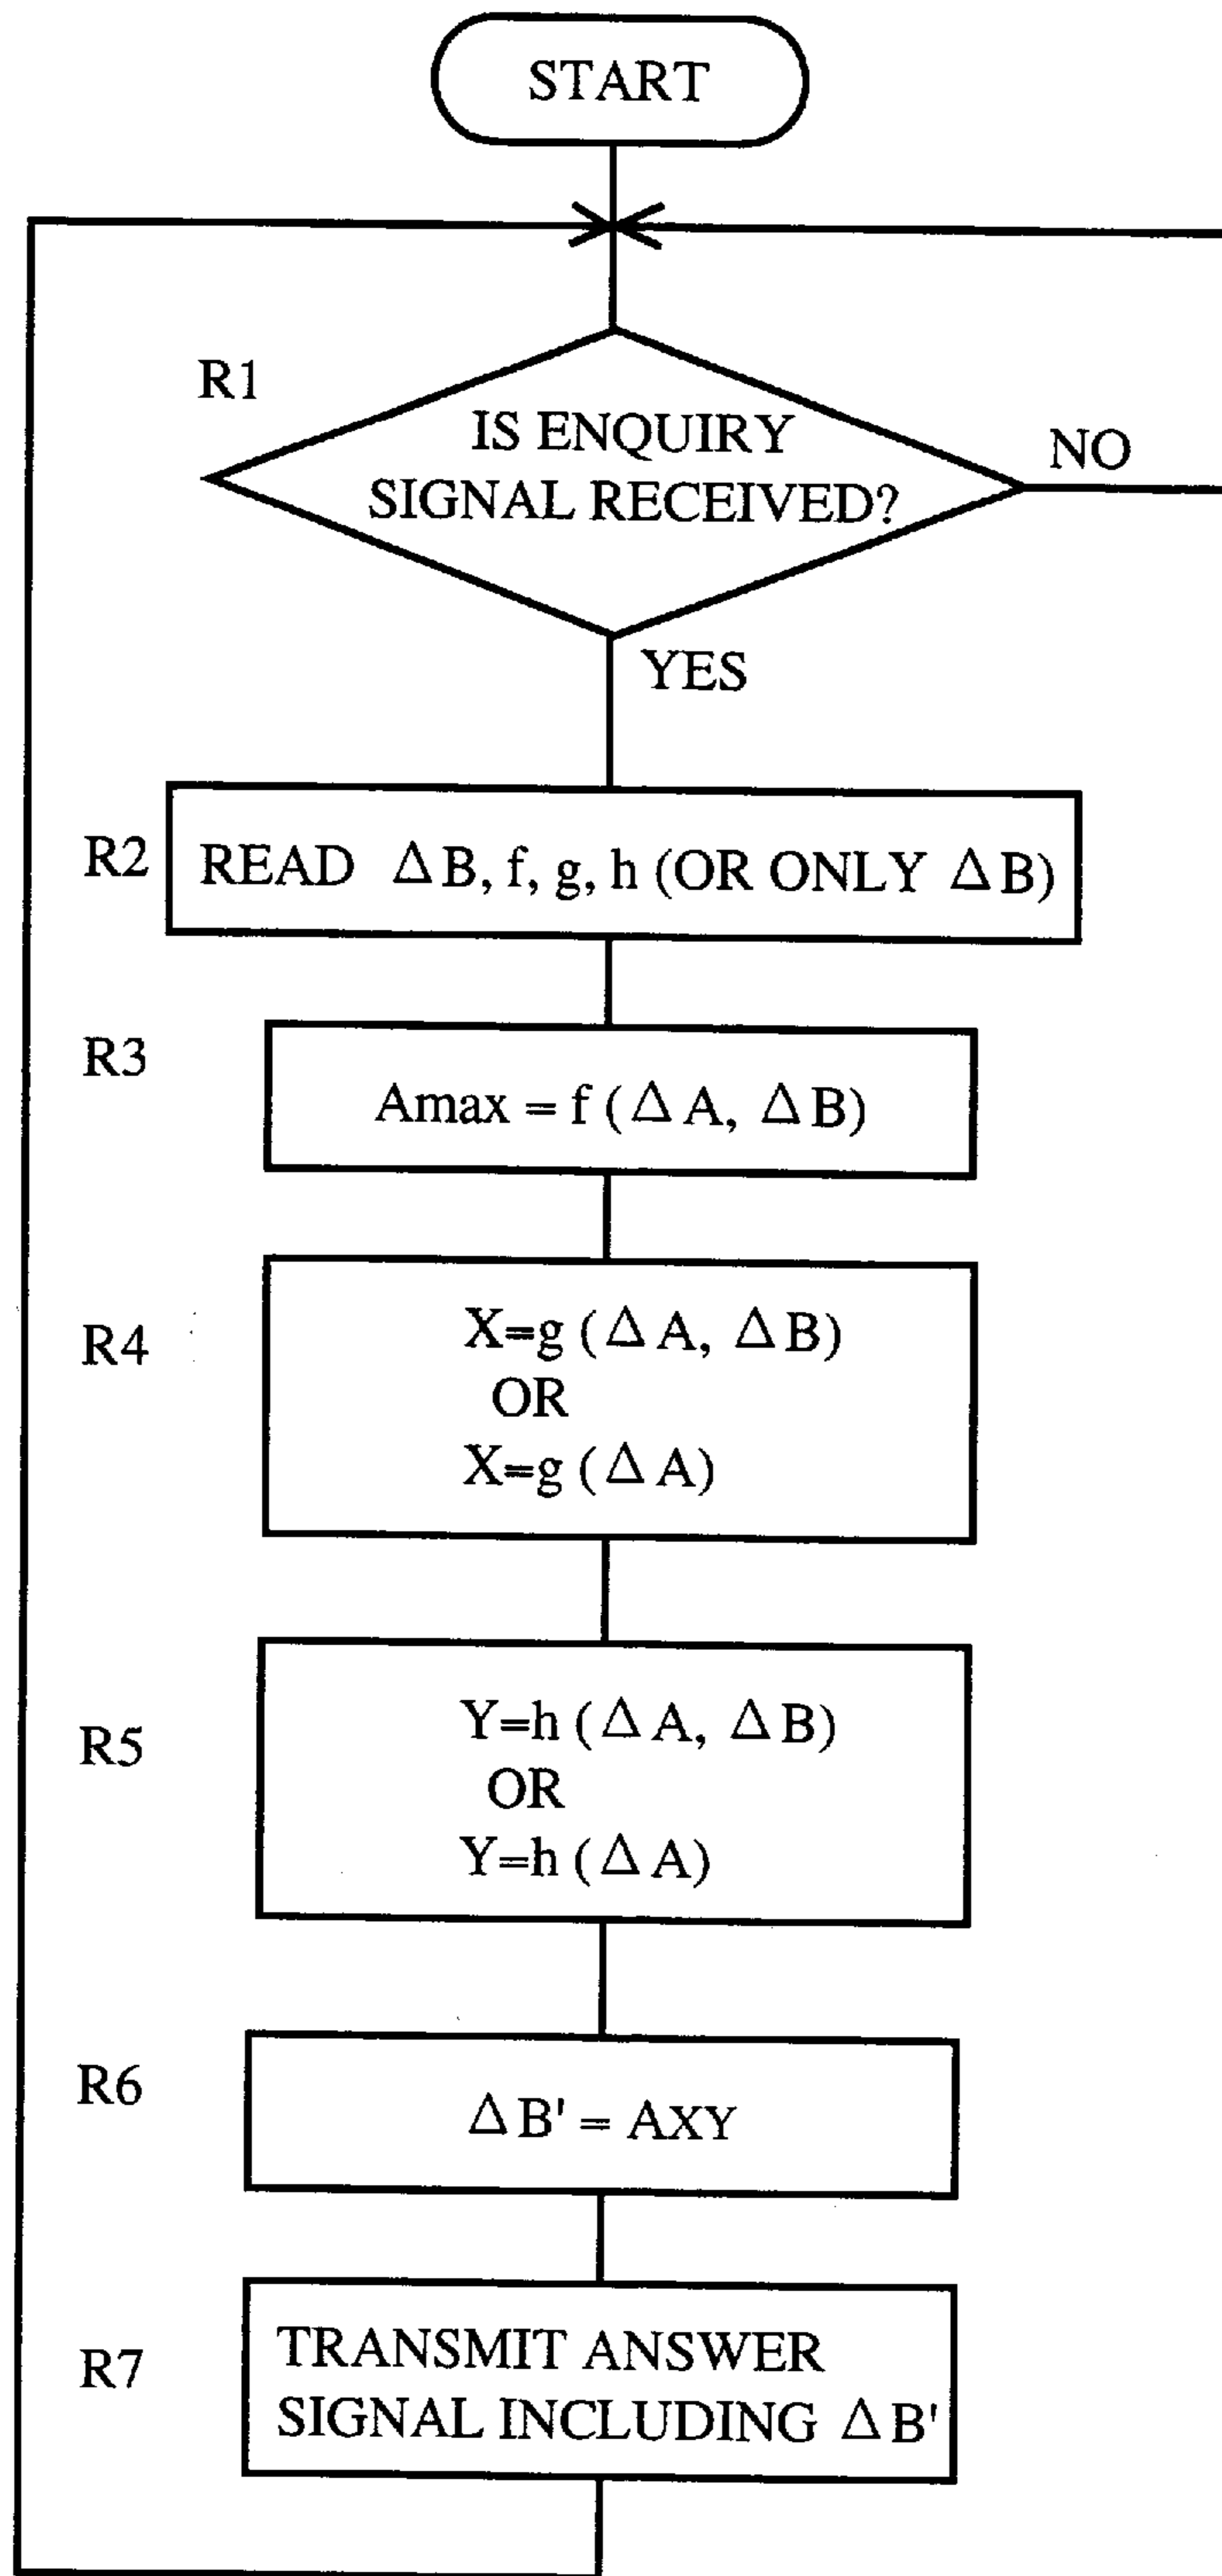 START
R1
IS ENQUIRY
SIGNAL RECEIVED?
NO
YES
R2
READ ΔB, f, g, h (OR ONLY ΔB)
R3
Amax = f (ΔA, ΔB)
R4
X=g (ΔA, ΔB)
OR
X=g (ΔA)
R5
Y=h (ΔA, ΔB)
OR
Y=h (ΔA)
R6
ΔB' = AXY
R7
TRANSMIT ANSWER
SIGNAL INCLUDING ΔB'